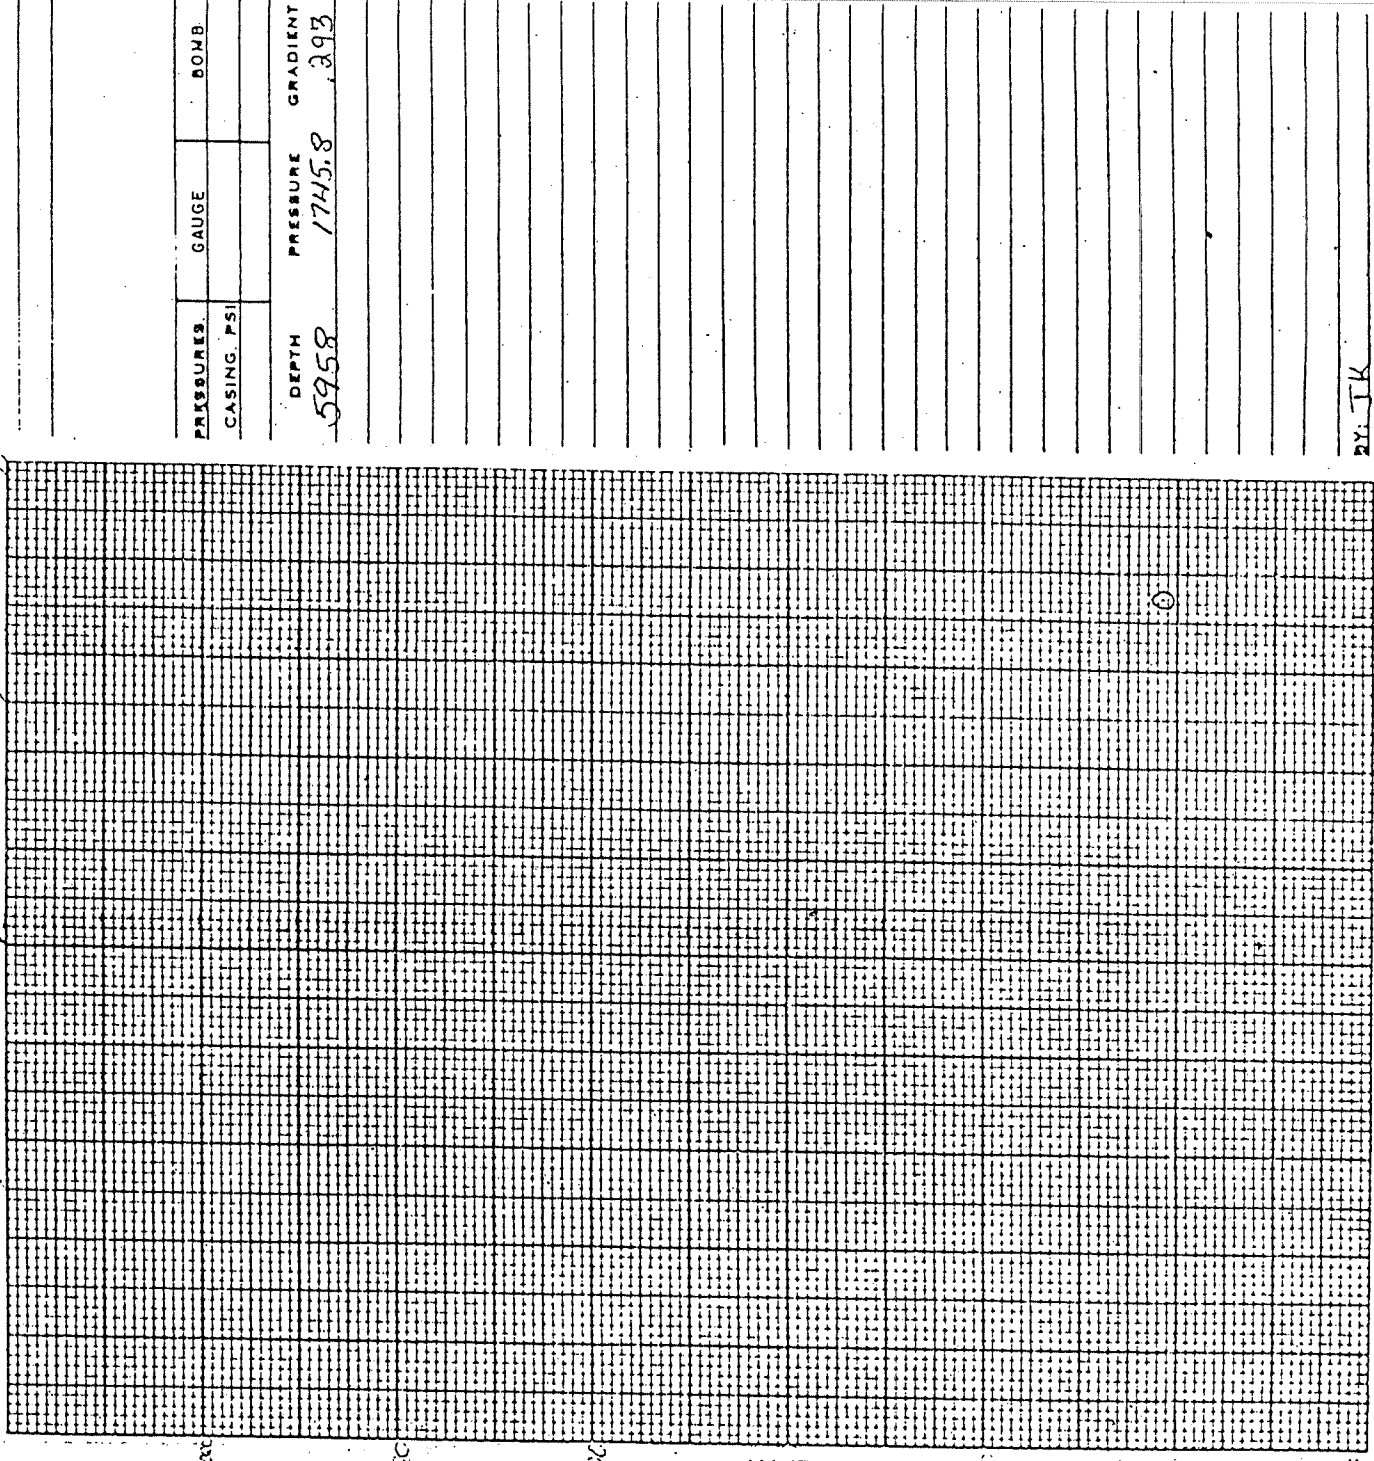 PRESSURES. GAUGE BOMB
CASING, PSI
DEPTH PRESSURE GRADIENT
5958 1745.8 .293
BY: JK